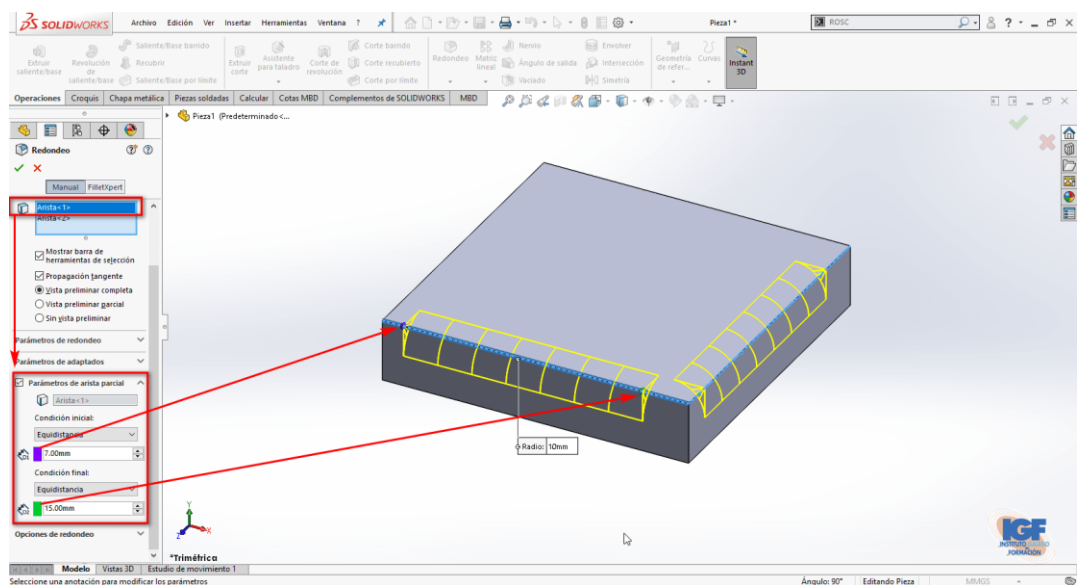 SOLIDWORKS
Archivo Edición Ver Insertar Herramientas Ventana ?
Pieza1 *
ROSC
Extruir saliente/base
Revolución de saliente/base
Saliente/Base barrido
Recubrir
Saliente/Base por límite
Extruir corte
Asistente para taladro
Corte de revolución
Corte barrido
Corte recubierto
Corte por límite
Redondeo
Matriz lineal
Nervio
Ángulo de salida
Vaciado
Envolver
Intersección
Simetría
Geometría de refer...
Curvas
Instant 3D
Operaciones Croquis Chapa metálica Piezas soldadas Calcular Cotas MBD Complementos de SOLIDWORKS MBD
Pieza1 (Predeterminado<...
Redondeo
Manual FilletXpert
Arista<1>
Arista<2>
Mostrar barra de
herramientas de selección
Propagación tangente
Vista preliminar completa
Vista preliminar parcial
Sin vista preliminar
Parámetros de redondeo
Parámetros de adaptados
Parámetros de arista parcial
Arista<1>
Condición inicial:
Equidistancia
7.00mm
Condición final:
Equidistancia
15.00mm
Opciones de redondeo
Radio: 10mm
Y
X
Z
*Trimétrica
IGF
INSTITUTO GALEGO
FORMACIÓN
Modelo Vistas 3D Estudio de movimiento 1
Seleccione una anotación para modificar los parámetros
Ángulo: 90° Editando Pieza MMGS